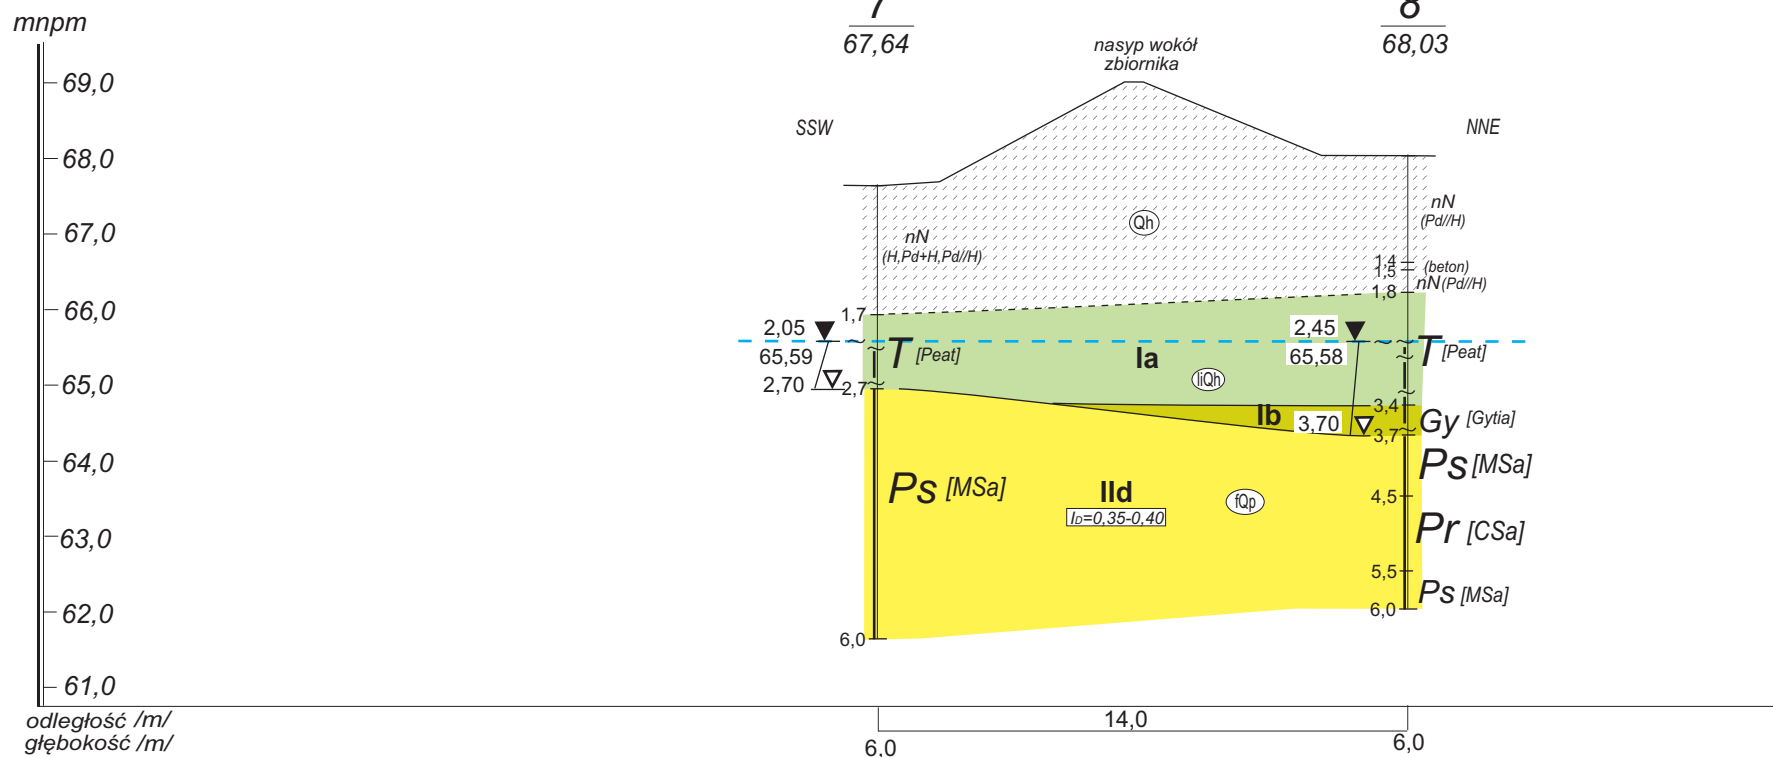 mnpm
7
67,64
8
68,03
nasyp wokół
zbiornika
SSW
NNE
69,0
68,0
67,0
66,0
65,0
64,0
63,0
62,0
61,0
Qh
nN
(H,Pd+H,Pd//H)
nN
(Pd//H)
1,4
1,5
(beton)
nN(Pd//H)
1,8
1,7
2,05
65,59
2,70
2,7
T [Peat]
Ia
liQh
2,45
65,58
T [Peat]
3,4
Ib
3,70
3,7
Gy [Gytia]
Ps [MSa]
Ps [MSa]
IId
ID=0,35-0,40
fQp
4,5
Pr [CSa]
5,5
Ps [MSa]
6,0
6,0
odległość /m/
głębokość /m/
14,0
6,0
6,0